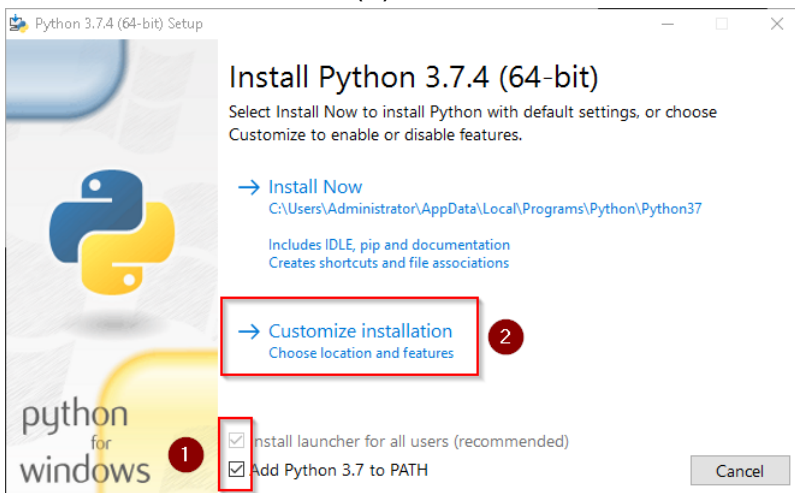 Python 3.7.4 (64-bit) Setup
Install Python 3.7.4 (64-bit)
Select Install Now to install Python with default settings, or choose
Customize to enable or disable features.
→ Install Now
C:\Users\Administrator\AppData\Local\Programs\Python\Python37
Includes IDLE, pip and documentation
Creates shortcuts and file associations
→ Customize installation
Choose location and features
2
python
for
windows
1
Install launcher for all users (recommended)
Add Python 3.7 to PATH
Cancel